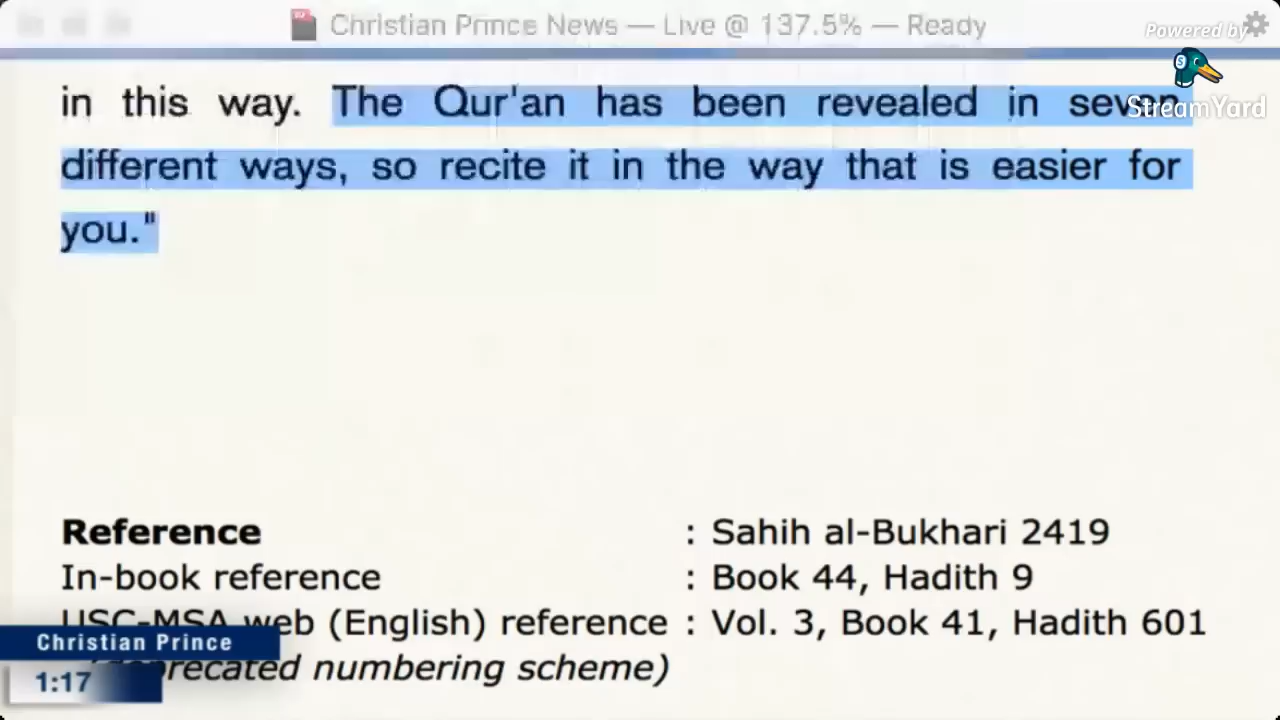 Christian Prince News — Live @ 137.5% — Ready
Powered by
StreamYard
in this way. The Qur'an has been revealed in seven
different ways, so recite it in the way that is easier for
you."
Reference : Sahih al-Bukhari 2419
In-book reference : Book 44, Hadith 9
USC-MSA web (English) reference : Vol. 3, Book 41, Hadith 601
(deprecated numbering scheme)
Christian Prince
1:17